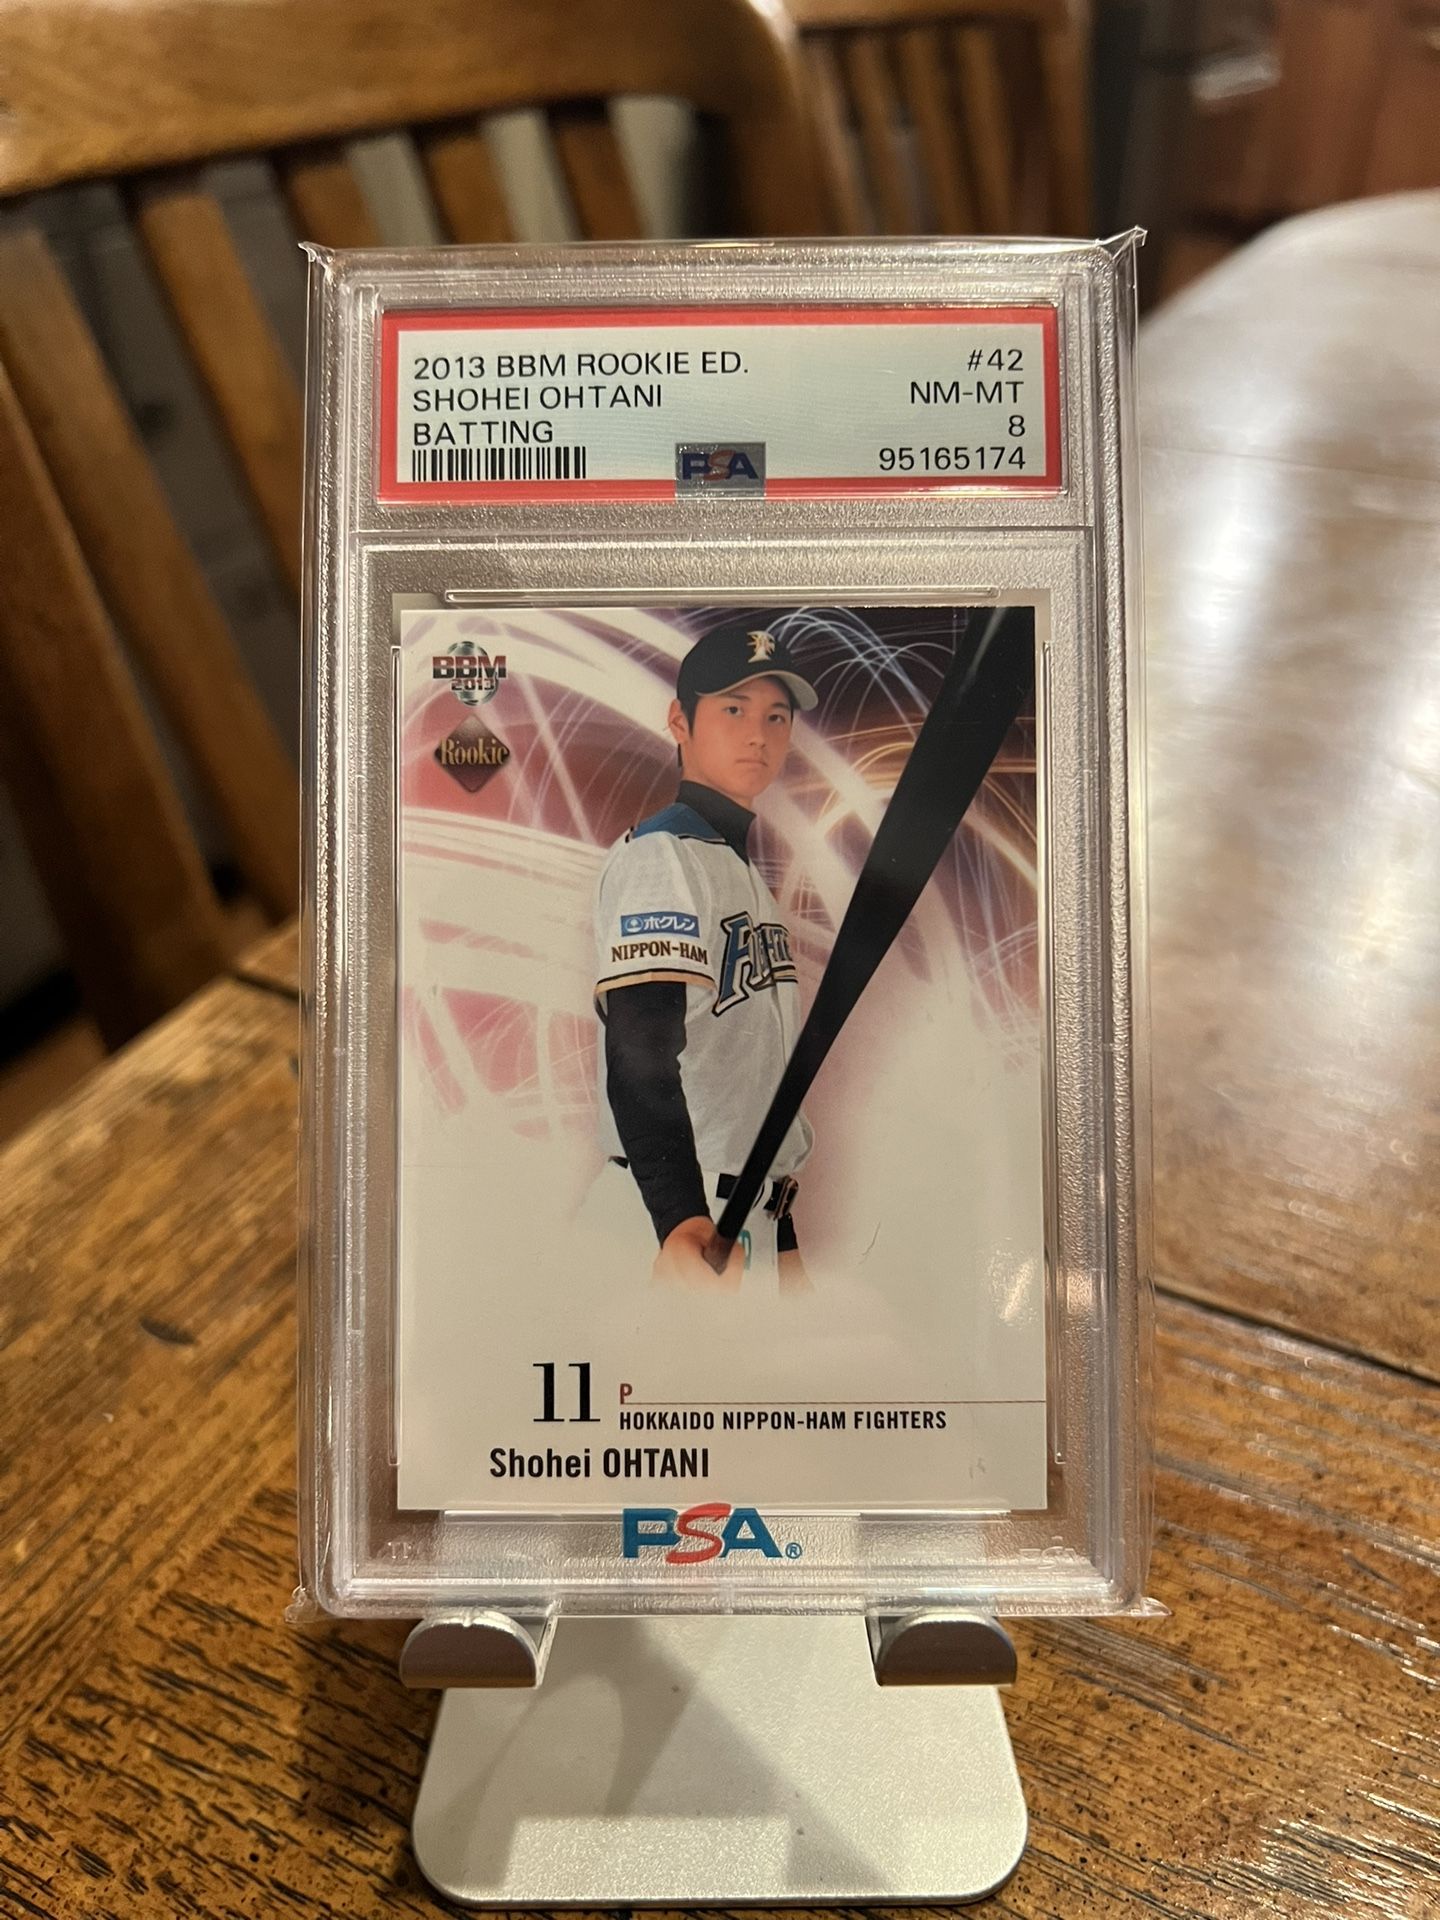 2013 BBM ROOKIE ED. #42
SHOHEI OHTANI NM-MT
BATTING 8
PSA 95165174
BBM
2013
Rookie
ホクレン
NIPPON-HAM
FIGHTE
11 P
HOKKAIDO NIPPON-HAM FIGHTERS
Shohei OHTANI
PSA®